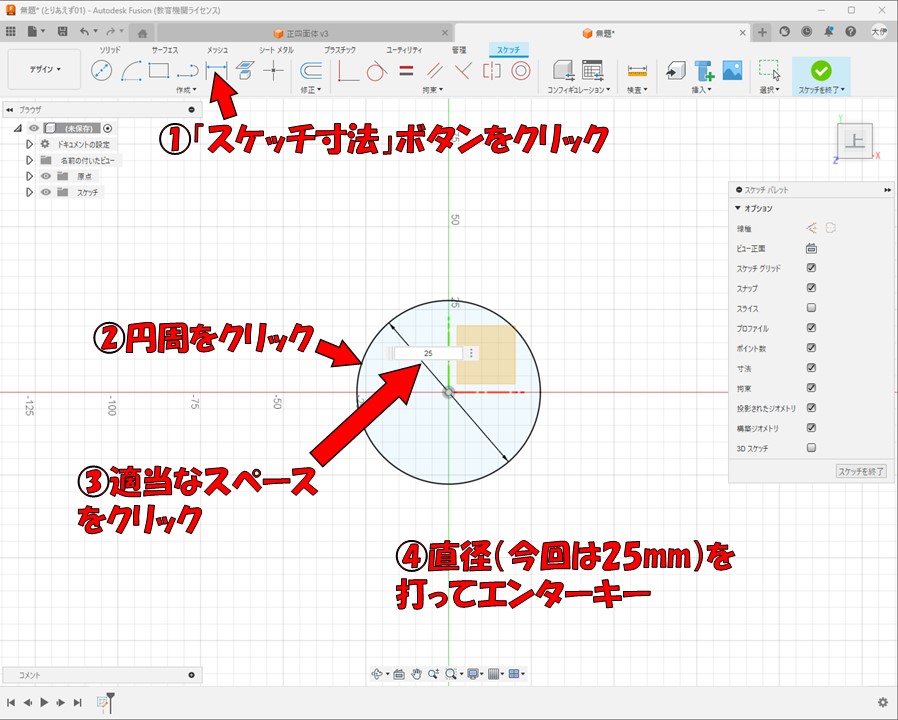 無題* (とりあえず01) - Autodesk Fusion (教育機関ライセンス)
正四面体 v3
無題*
大伊
デザイン
ソリッド サーフェス メッシュ シート メタル プラスチック ユーティリティ 管理 スケッチ
作成 修正 拘束 コンフィギュレーション 検査 挿入 選択 スケッチを終了
ブラウザ
(未保存)
ドキュメントの設定
名前の付いたビュー
原点
スケッチ
①「スケッチ寸法」ボタンをクリック
上
Y
X
Z
スケッチ パレット
オプション
線種
ビュー正面
スケッチ グリッド
スナップ
スライス
プロファイル
ポイント数
寸法
拘束
投影されたジオメトリ
構築ジオメトリ
3D スケッチ
スケッチを終了
50
25
②円周をクリック
25
-125
-100
-75
-50
③適当なスペース
をクリック
④直径(今回は25mm)を
打ってエンターキー
コメント